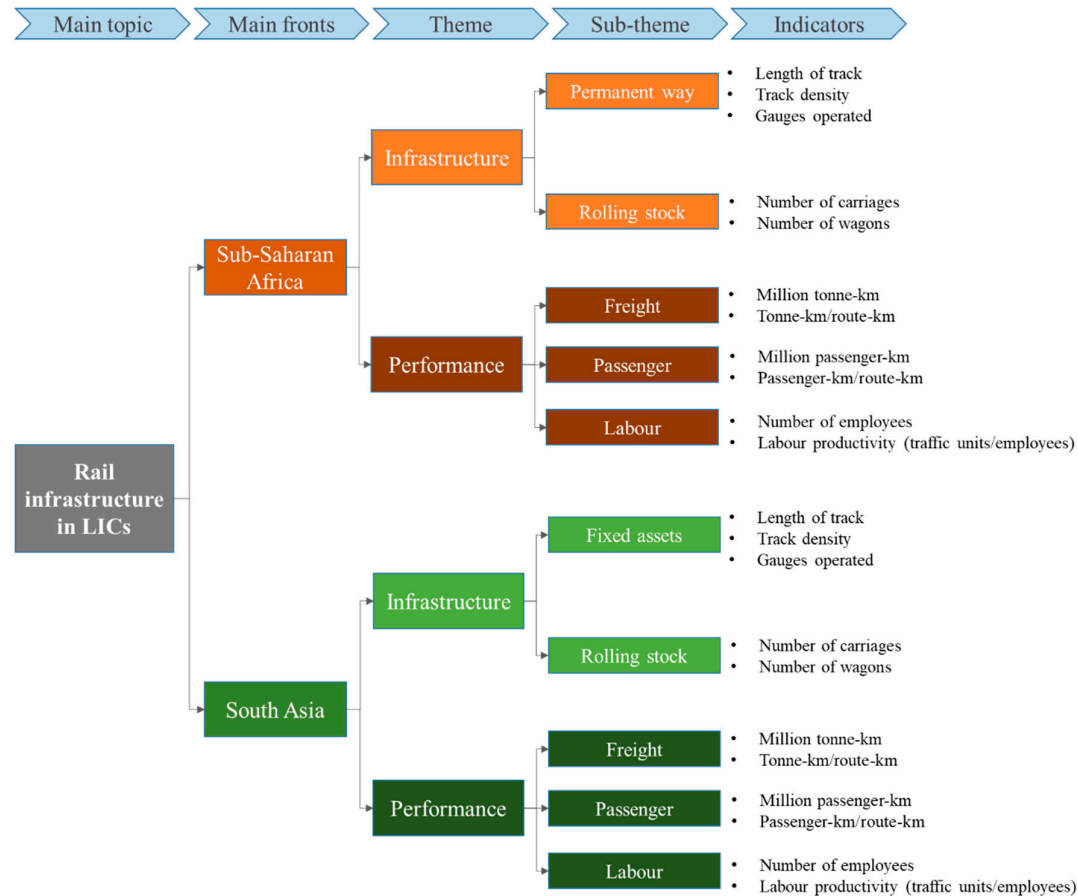 Main topic
Main fronts
Theme
Sub-theme
Indicators
Rail
infrastructure
in LICs
Sub-Saharan
Africa
Infrastructure
Permanent way
• Length of track
• Track density
• Gauges operated
Rolling stock
• Number of carriages
• Number of wagons
Performance
Freight
• Million tonne-km
• Tonne-km/route-km
Passenger
• Million passenger-km
• Passenger-km/route-km
Labour
• Number of employees
• Labour productivity (traffic units/employees)
South Asia
Infrastructure
Fixed assets
• Length of track
• Track density
• Gauges operated
Rolling stock
• Number of carriages
• Number of wagons
Performance
Freight
• Million tonne-km
• Tonne-km/route-km
Passenger
• Million passenger-km
• Passenger-km/route-km
Labour
• Number of employees
• Labour productivity (traffic units/employees)